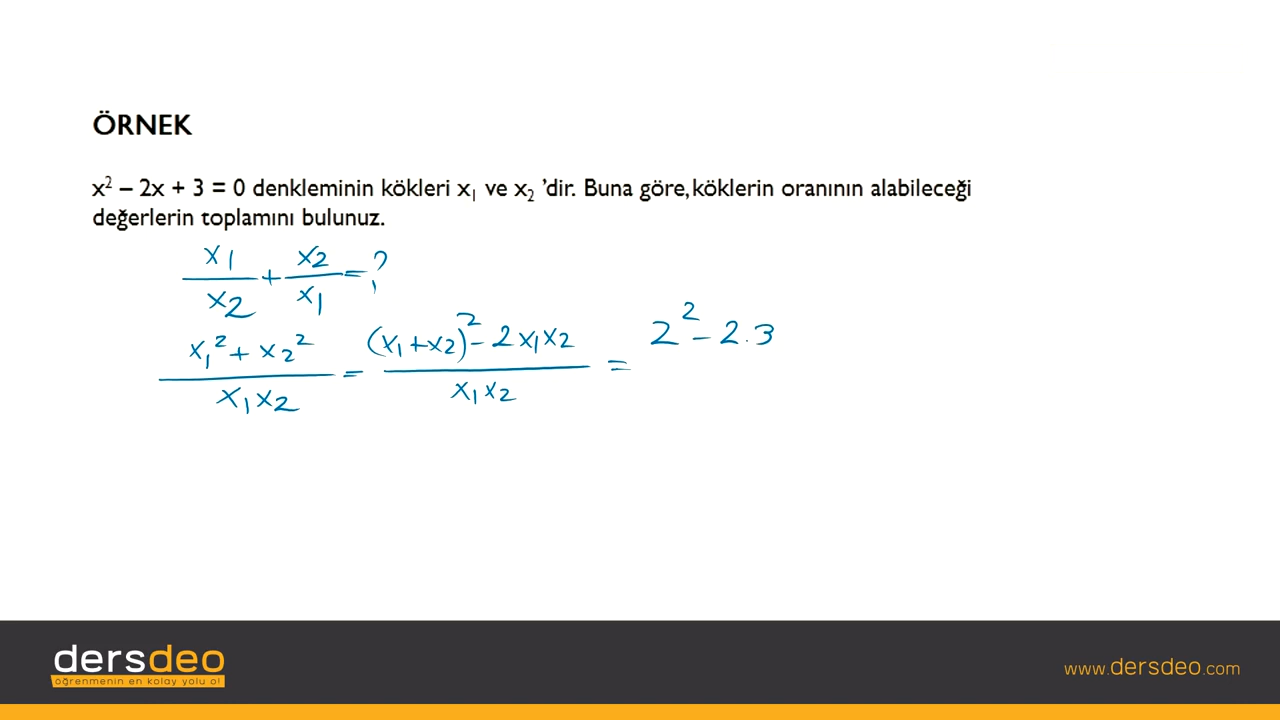 ÖRNEK
x² – 2x + 3 = 0 denkleminin kökleri x₁ ve x₂ ’dir. Buna göre, köklerin oranının alabileceği
değerlerin toplamını bulunuz.
x₁/x₂ + x₂/x₁ = ?
(x₁² + x₂²)/(x₁x₂) = ((x₁+x₂)² - 2x₁x₂)/(x₁x₂) = 2² - 2.3
dersdeo
öğrenmenin en kolay yolu o!
www.dersdeo.com